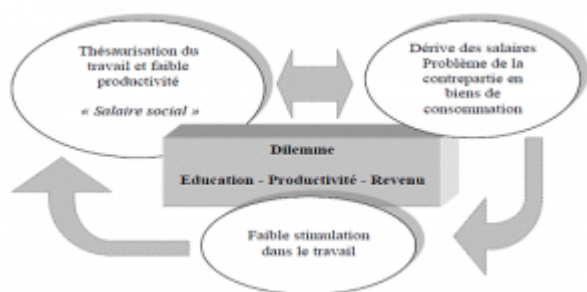 Thésaurisation du
travail et faible
productivité
« Salaire social »
Dérive des salaires
Problème de la
contrepartie en
biens de
consommation
Dilemme
Education - Productivité - Revenu
Faible stimulation
dans le travail